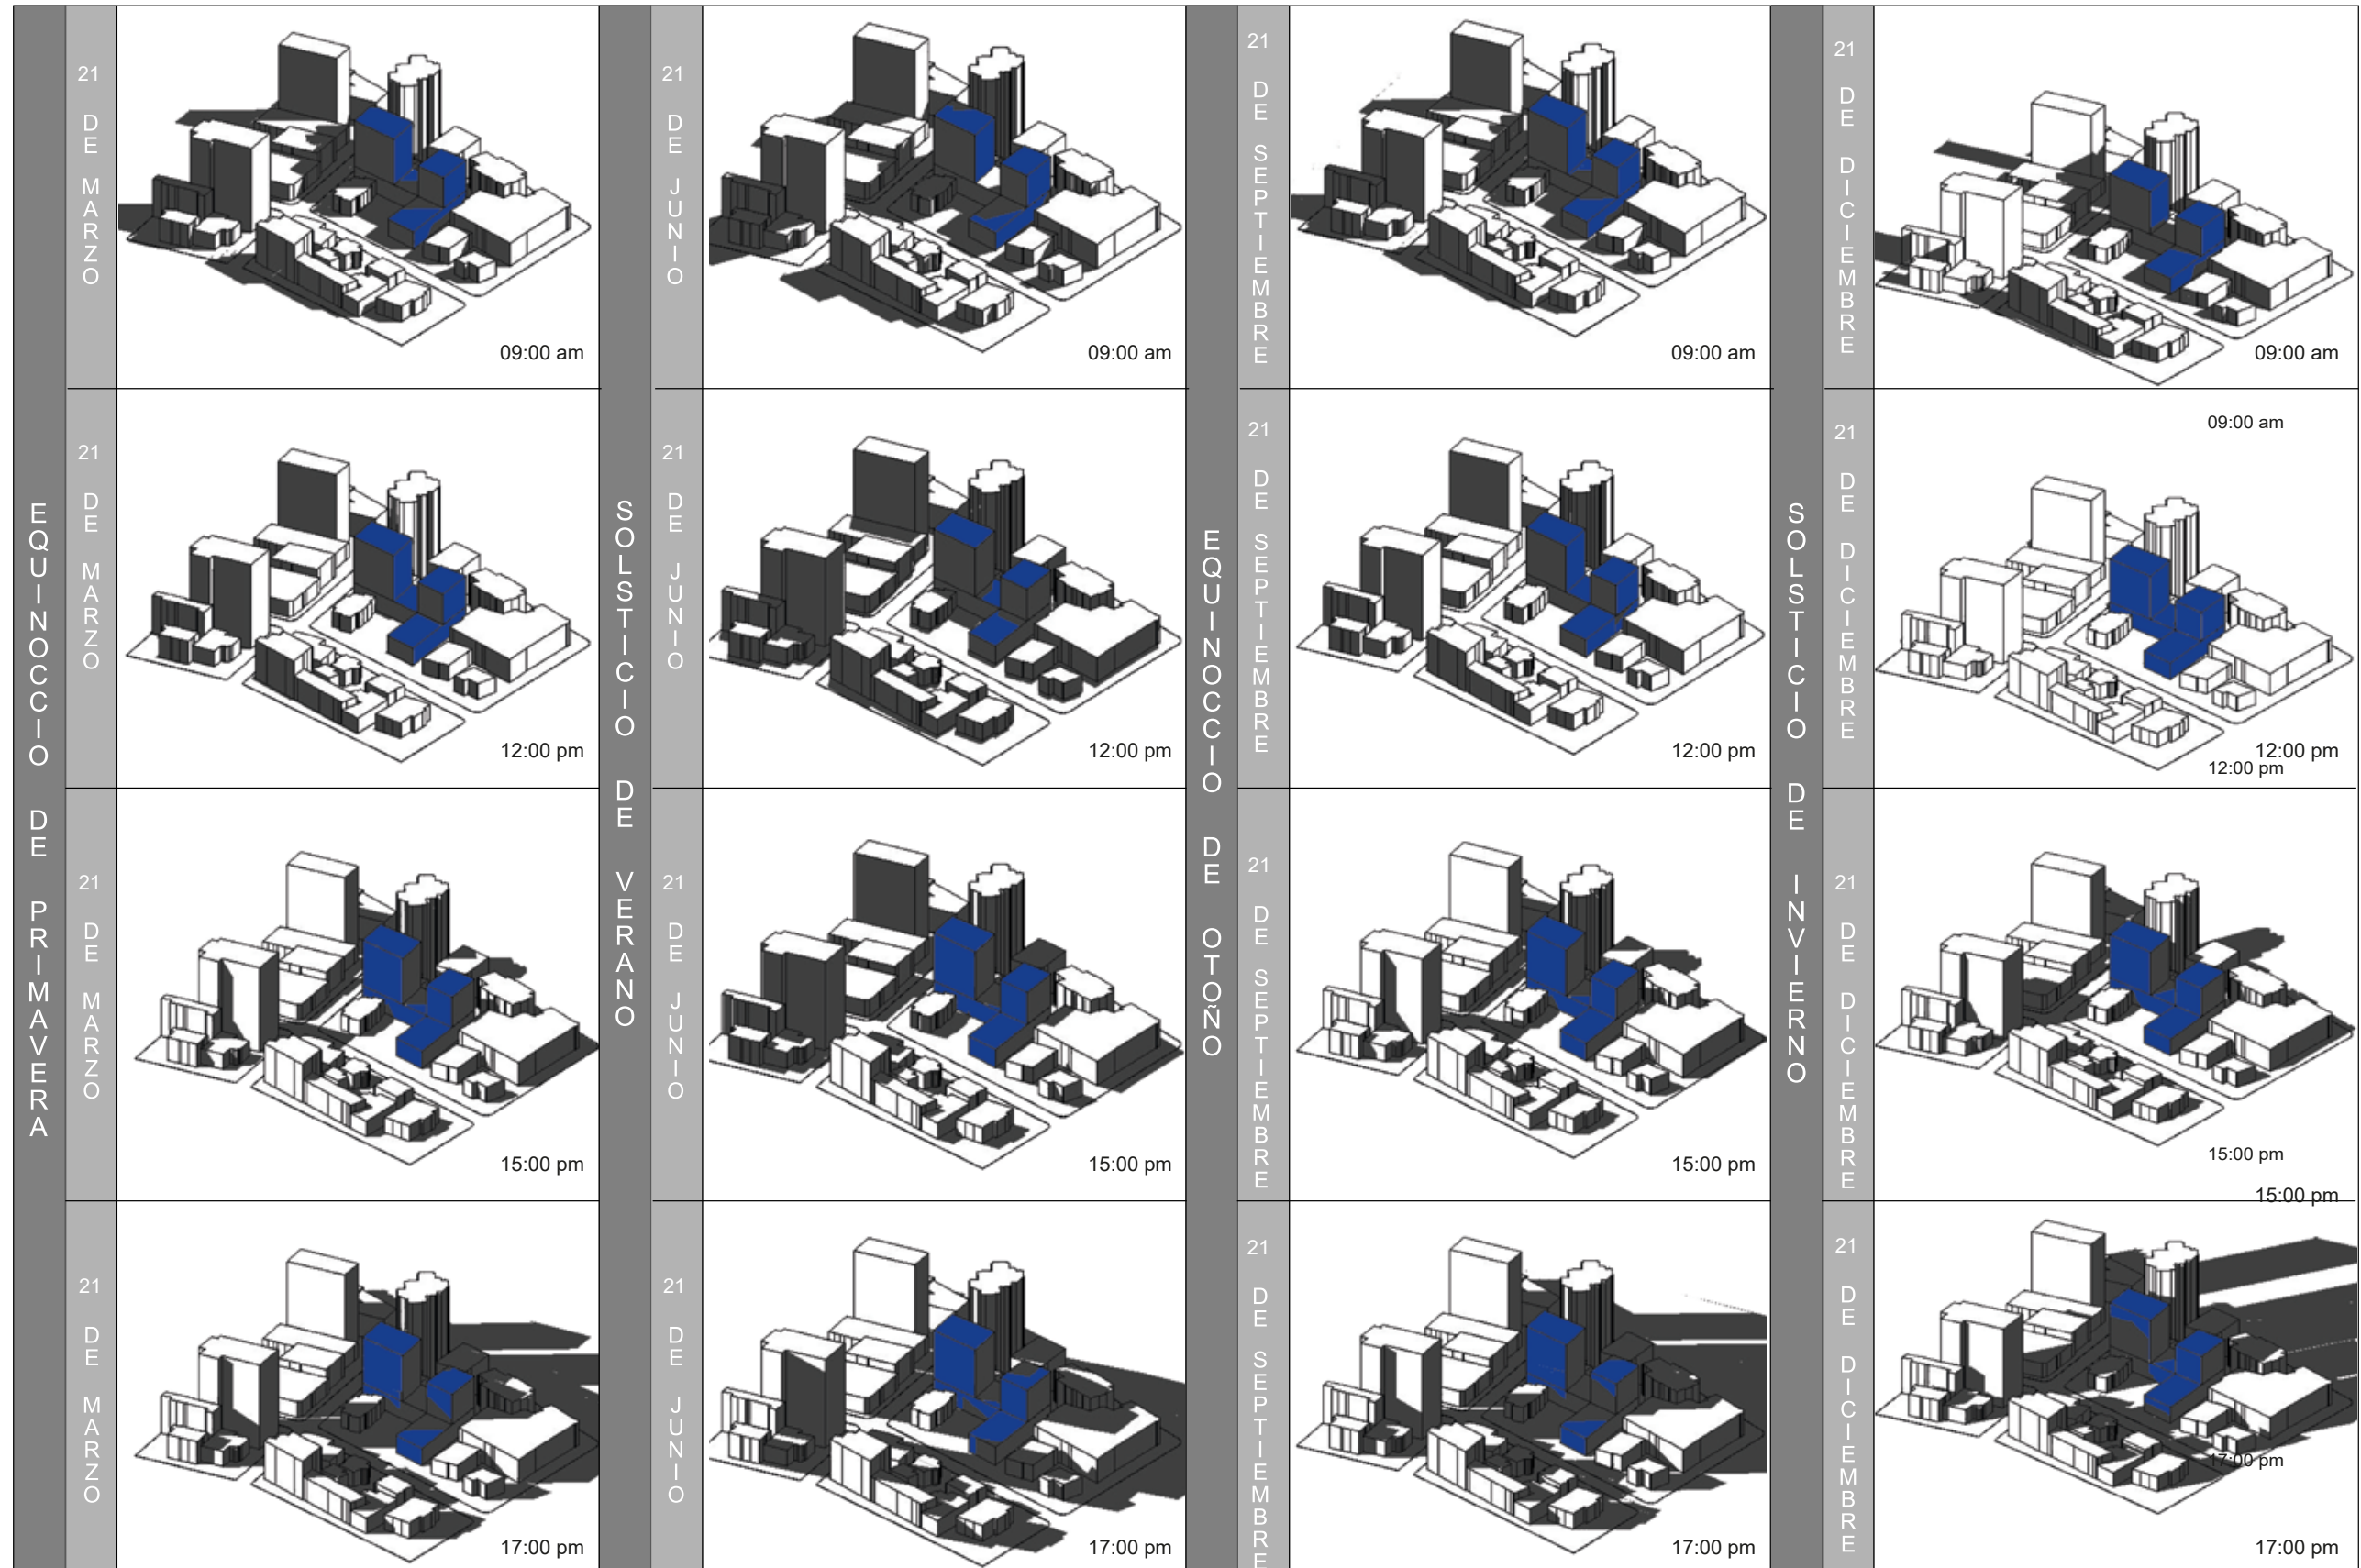 EQUINOCCIO DE PRIMAVERA
21 DE MARZO
09:00 am
21 DE MARZO
12:00 pm
21 DE MARZO
15:00 pm
21 DE MARZO
17:00 pm
SOLSTICIO DE VERANO
21 DE JUNIO
09:00 am
21 DE JUNIO
12:00 pm
21 DE JUNIO
15:00 pm
21 DE JUNIO
17:00 pm
EQUINOCCIO DE OTOÑO
21 DE SEPTIEMBRE
09:00 am
21 DE SEPTIEMBRE
12:00 pm
21 DE SEPTIEMBRE
15:00 pm
21 DE SEPTIEMBRE
17:00 pm
SOLSTICIO DE INVIERNO
21 DE DICIEMBRE
09:00 am
21 DE DICIEMBRE
09:00 am
12:00 pm
12:00 pm
21 DE DICIEMBRE
15:00 pm
15:00 pm
21 DE DICIEMBRE
17:00 pm
17:00 pm